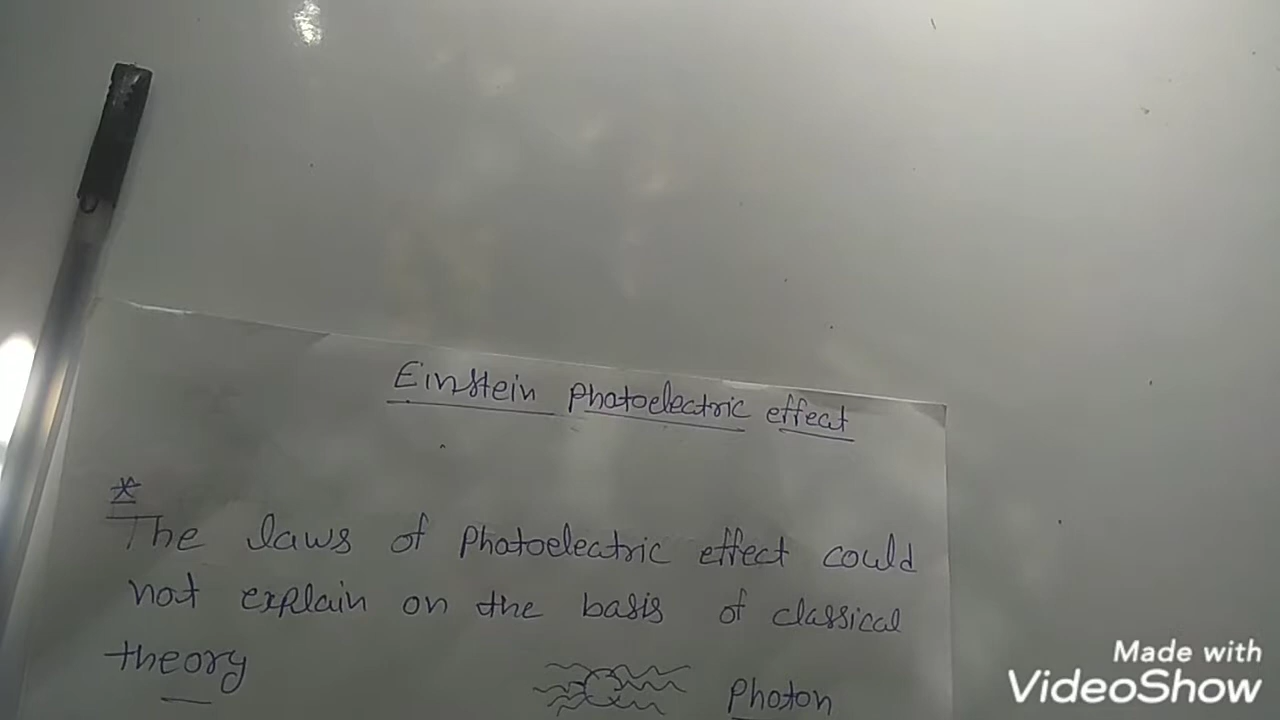 Einstein Photoelectric effect
*
The laws of Photoelectric effect could
not explain on the basis of classical
theory
Photon
Made with
VideoShow